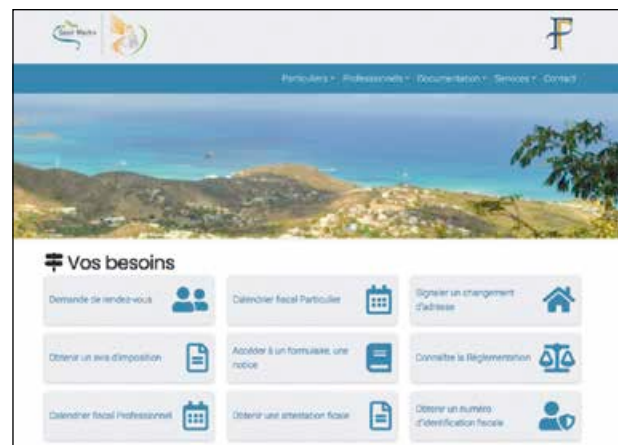 Saint Martin
Particuliers Professionnels Documentation Services Contact
Vos besoins
Demande de rendez-vous
Calendrier fiscal Particulier
Signaler un changement
d'adresse
Obtenir un avis d'imposition
Accéder à un formulaire, une
notice
Connaître la Réglementation
Calendrier fiscal Professionnel
Obtenir une attestation fiscale
Obtenir un numéro
d'identification fiscale